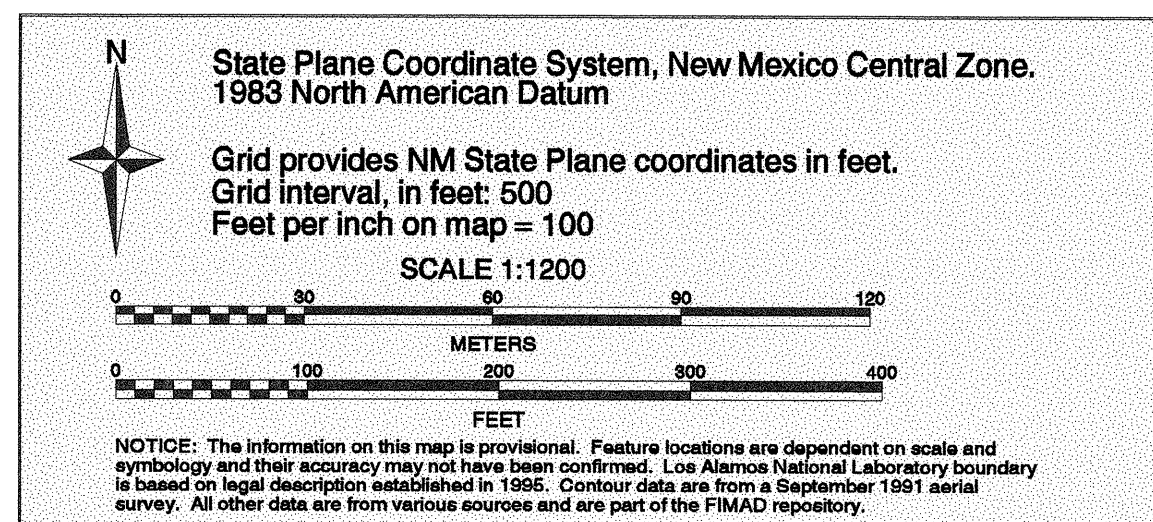 N
State Plane Coordinate System, New Mexico Central Zone.
1983 North American Datum
Grid provides NM State Plane coordinates in feet.
Grid interval, in feet: 500
Feet per inch on map = 100
SCALE 1:1200
0 30 60 90 120
METERS
0 100 200 300 400
FEET
NOTICE: The information on this map is provisional. Feature locations are dependent on scale and
symbology and their accuracy may not have been confirmed. Los Alamos National Laboratory boundary
is based on legal description established in 1995. Contour data are from a September 1991 aerial
survey. All other data are from various sources and are part of the FIMAD repository.